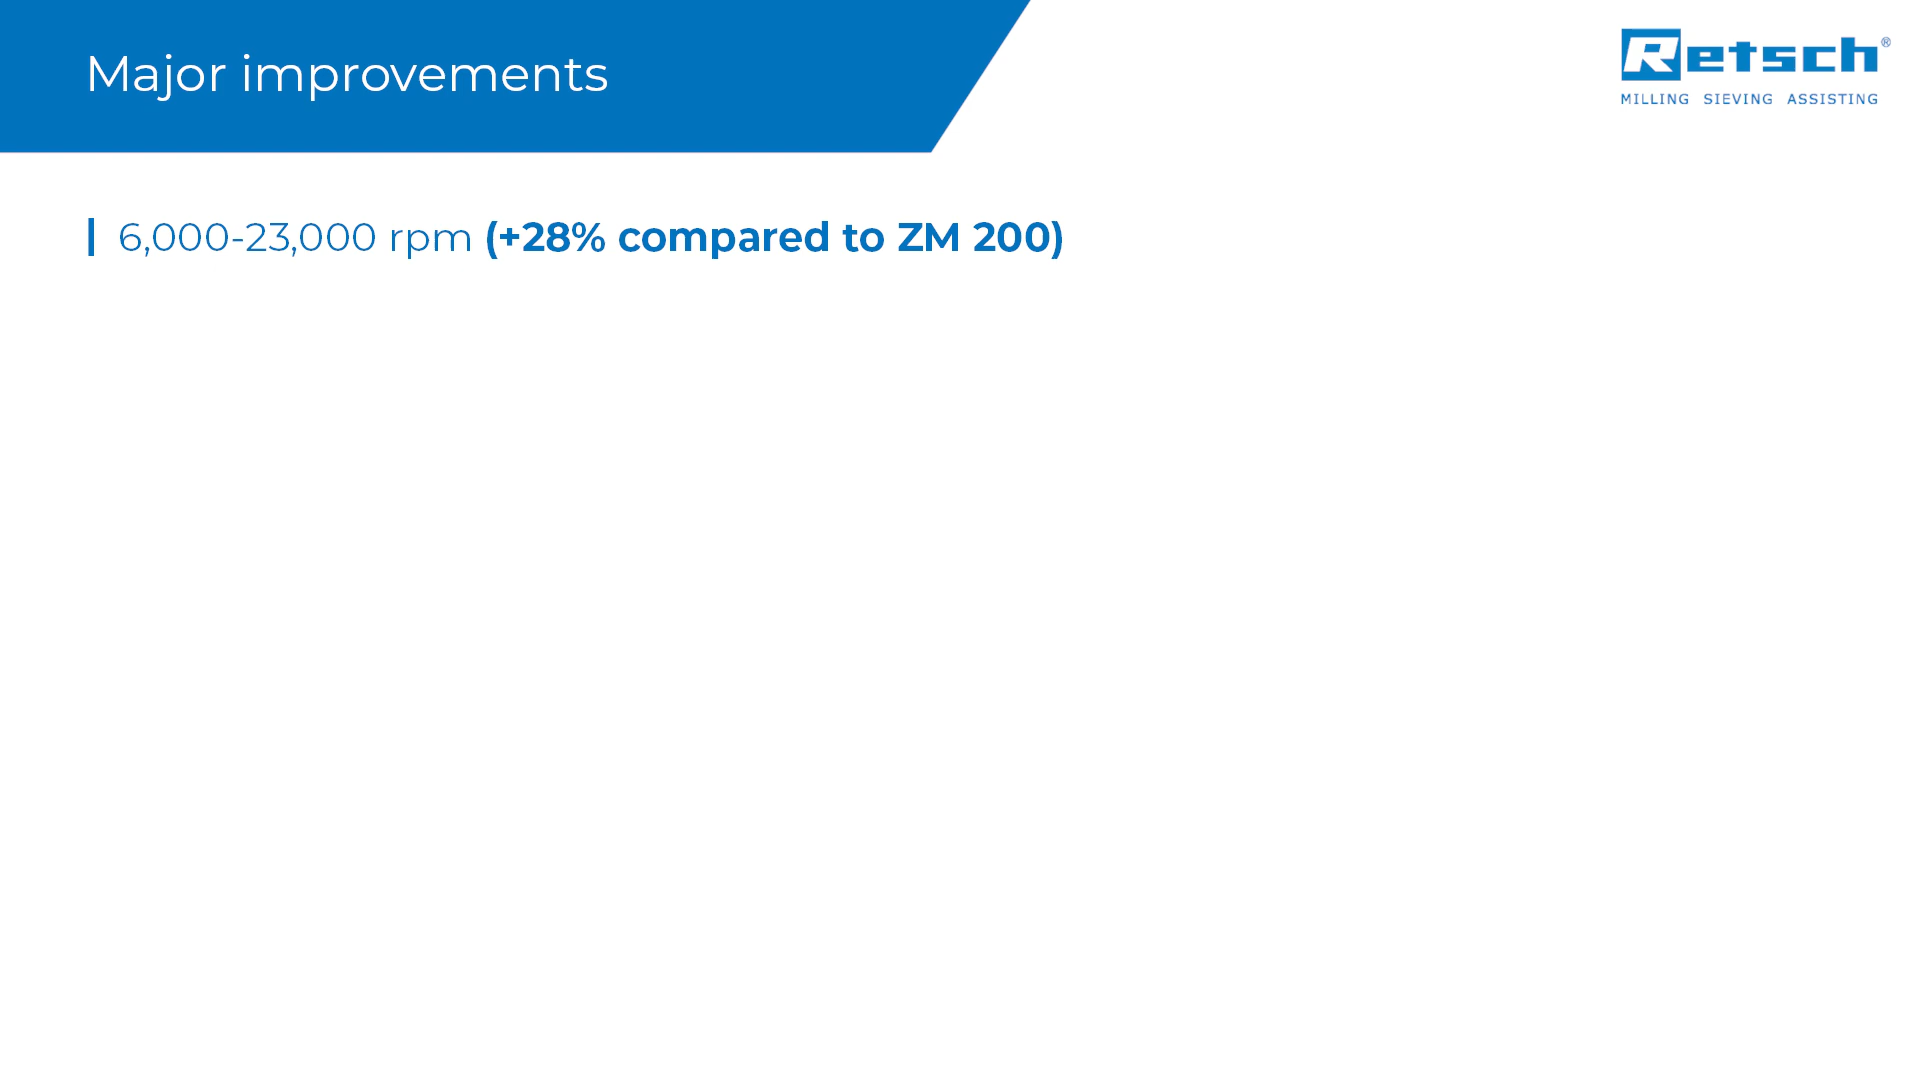 Major improvements
Retsch®
MILLING SIEVING ASSISTING
6,000-23,000 rpm (+28% compared to ZM 200)